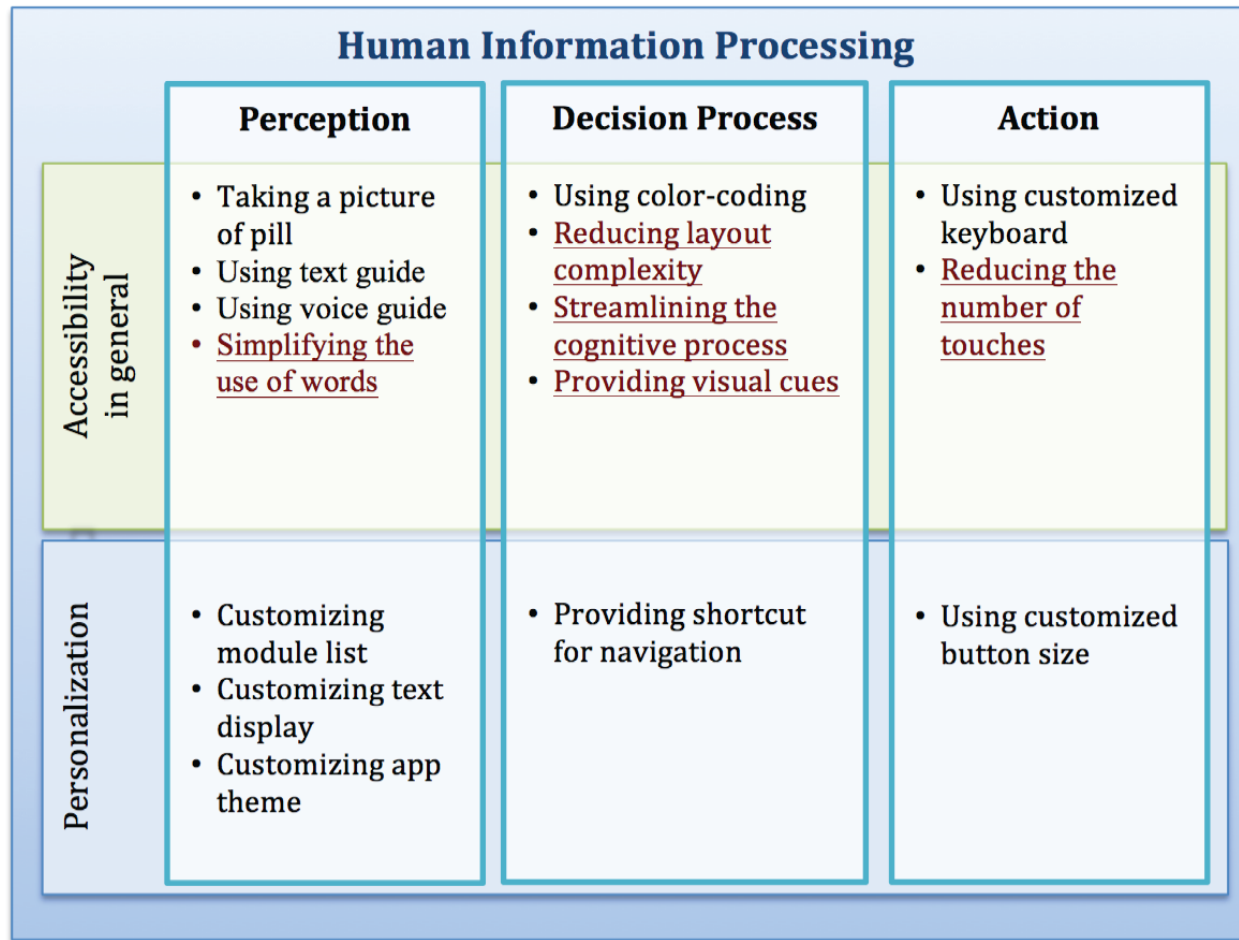 Human Information Processing
Perception
Decision Process
Action
Accessibility
in general
• Taking a picture
of pill
• Using text guide
• Using voice guide
• Simplifying the
use of words
• Using color-coding
• Reducing layout
complexity
• Streamlining the
cognitive process
• Providing visual cues
• Using customized
keyboard
• Reducing the
number of
touches
Personalization
• Customizing
module list
• Customizing text
display
• Customizing app
theme
• Providing shortcut
for navigation
• Using customized
button size